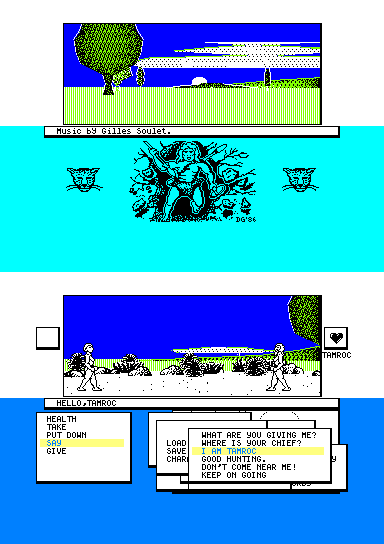 Music by Gilles Soulet.
DG'86
TAMROC
HELLO,TAMROC
HEALTH
TAKE
PUT DOWN
SAY
GIVE
LOAD
SAVE
WHAT ARE YOU GIVING ME?
WHERE IS YOUR CHIEF?
I AM TAMROC
GOOD HUNTING.
DON'T COME NEAR ME!
KEEP ON GOING